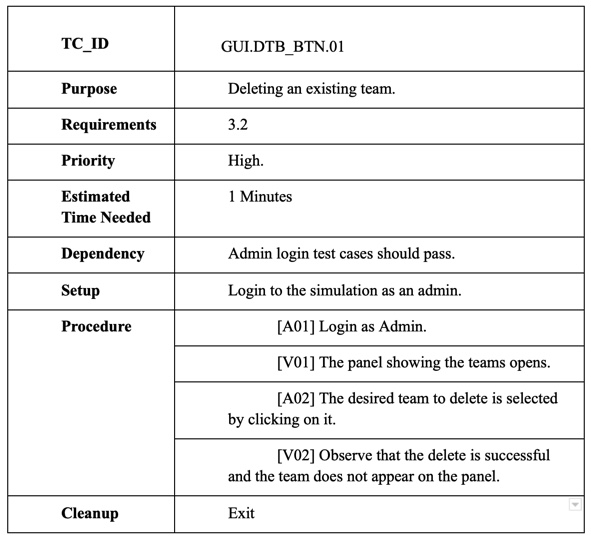 TC_ID
GUI.DTB_BTN.01
Purpose
Deleting an existing team.
Requirements
3.2
Priority
High.
Estimated
Time Needed
1 Minutes
Dependency
Admin login test cases should pass.
Setup
Login to the simulation as an admin.
Procedure
[A01] Login as Admin.
[V01] The panel showing the teams opens.
[A02] The desired team to delete is selected
by clicking on it.
[V02] Observe that the delete is successful
and the team does not appear on the panel.
Cleanup
Exit